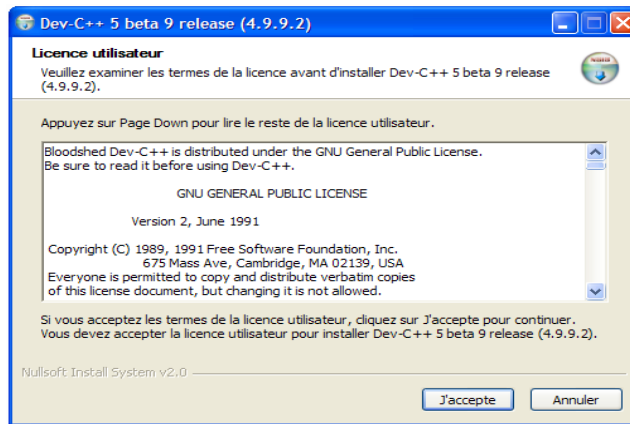 Dev-C++ 5 beta 9 release (4.9.9.2)
Licence utilisateur
Veuillez examiner les termes de la licence avant d'installer Dev-C++ 5 beta 9 release
(4.9.9.2).
Appuyez sur Page Down pour lire le reste de la licence utilisateur.
Bloodshed Dev-C++ is distributed under the GNU General Public License.
Be sure to read it before using Dev-C++.
GNU GENERAL PUBLIC LICENSE
Version 2, June 1991
Copyright (C) 1989, 1991 Free Software Foundation, Inc.
675 Mass Ave, Cambridge, MA 02139, USA
Everyone is permitted to copy and distribute verbatim copies
of this license document, but changing it is not allowed.
Si vous acceptez les termes de la licence utilisateur, cliquez sur J'accepte pour continuer.
Vous devez accepter la licence utilisateur pour installer Dev-C++ 5 beta 9 release (4.9.9.2).
Nullsoft Install System v2.0
J'accepte Annuler